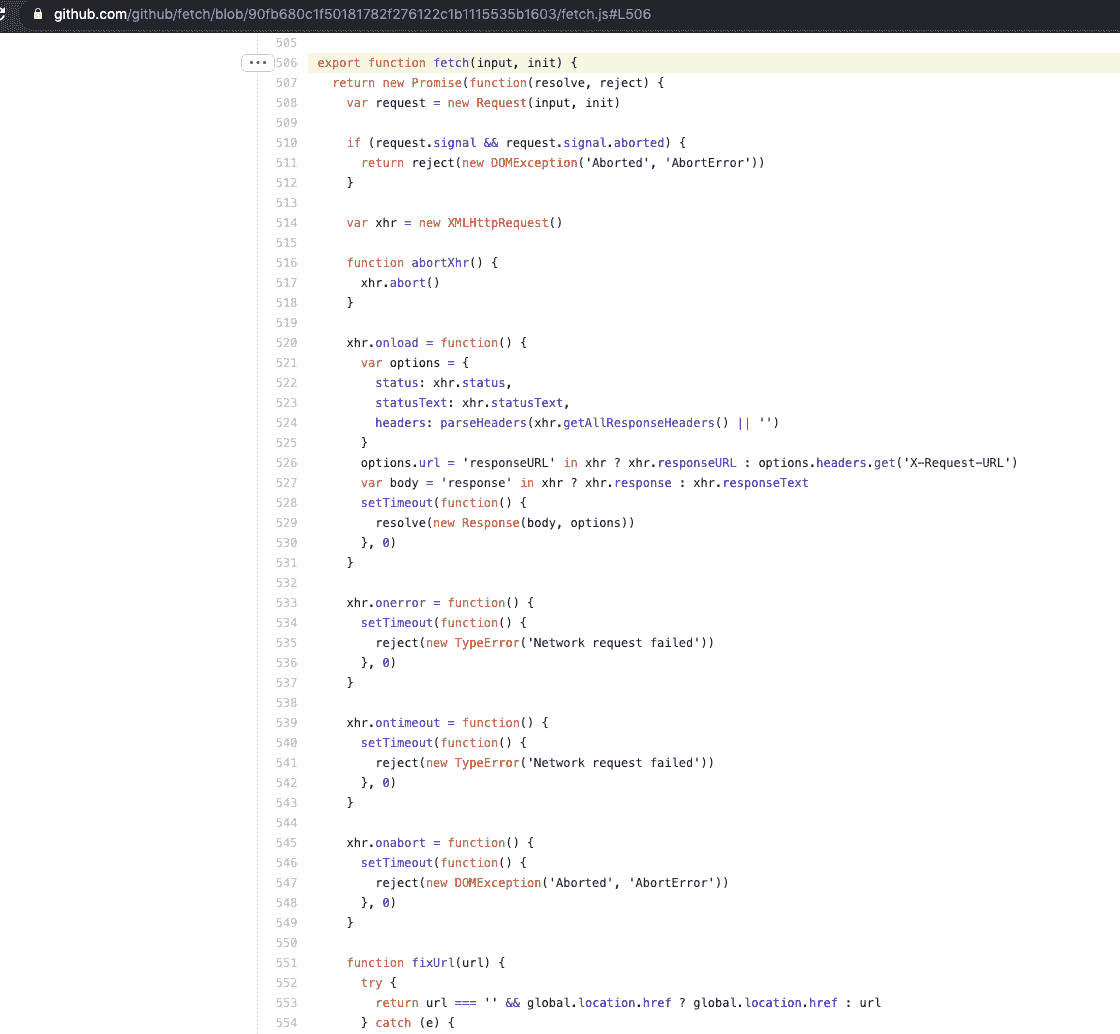 github.com/github/fetch/blob/90fb680c1f50181782f276122c1b1115535b1603/fetch.js#L506
505
506 export function fetch(input, init) {
507 return new Promise(function(resolve, reject) {
508 var request = new Request(input, init)
509
510 if (request.signal && request.signal.aborted) {
511 return reject(new DOMException('Aborted', 'AbortError'))
512 }
513
514 var xhr = new XMLHttpRequest()
515
516 function abortXhr() {
517 xhr.abort()
518 }
519
520 xhr.onload = function() {
521 var options = {
522 status: xhr.status,
523 statusText: xhr.statusText,
524 headers: parseHeaders(xhr.getAllResponseHeaders() || '')
525 }
526 options.url = 'responseURL' in xhr ? xhr.responseURL : options.headers.get('X-Request-URL')
527 var body = 'response' in xhr ? xhr.response : xhr.responseText
528 setTimeout(function() {
529 resolve(new Response(body, options))
530 }, 0)
531 }
532
533 xhr.onerror = function() {
534 setTimeout(function() {
535 reject(new TypeError('Network request failed'))
536 }, 0)
537 }
538
539 xhr.ontimeout = function() {
540 setTimeout(function() {
541 reject(new TypeError('Network request failed'))
542 }, 0)
543 }
544
545 xhr.onabort = function() {
546 setTimeout(function() {
547 reject(new DOMException('Aborted', 'AbortError'))
548 }, 0)
549 }
550
551 function fixUrl(url) {
552 try {
553 return url === '' && global.location.href ? global.location.href : url
554 } catch (e) {